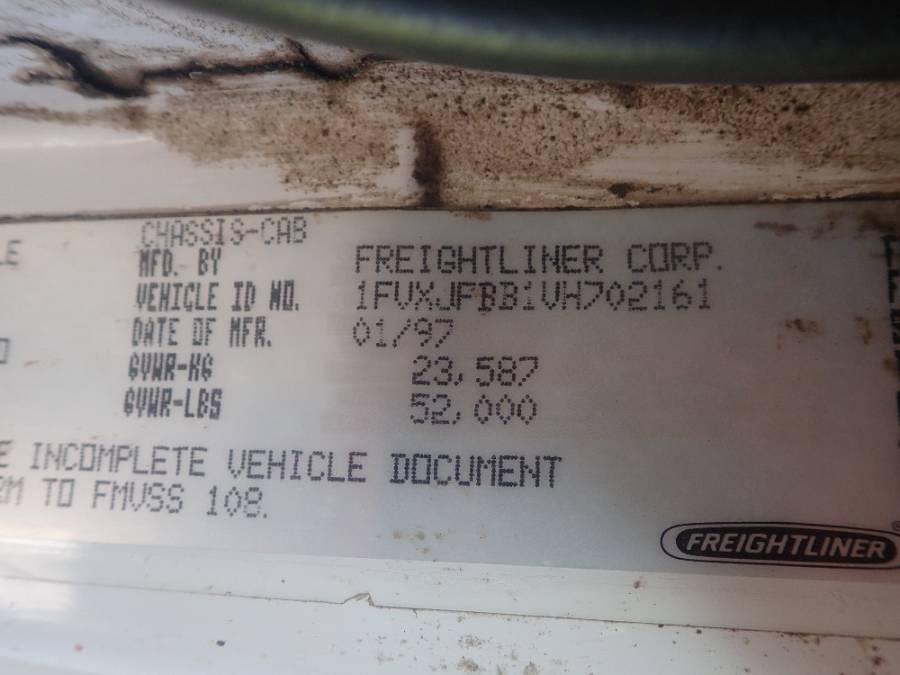 CHASSIS-CAB
MFD. BY FREIGHTLINER CORP.
VEHICLE ID NO. 1FVXJFBB1VH702161
DATE OF MFR. 01/97
GVWR-KG 23,587
GVWR-LBS 52,000
INCOMPLETE VEHICLE DOCUMENT
TO FMVSS 108.
FREIGHTLINER